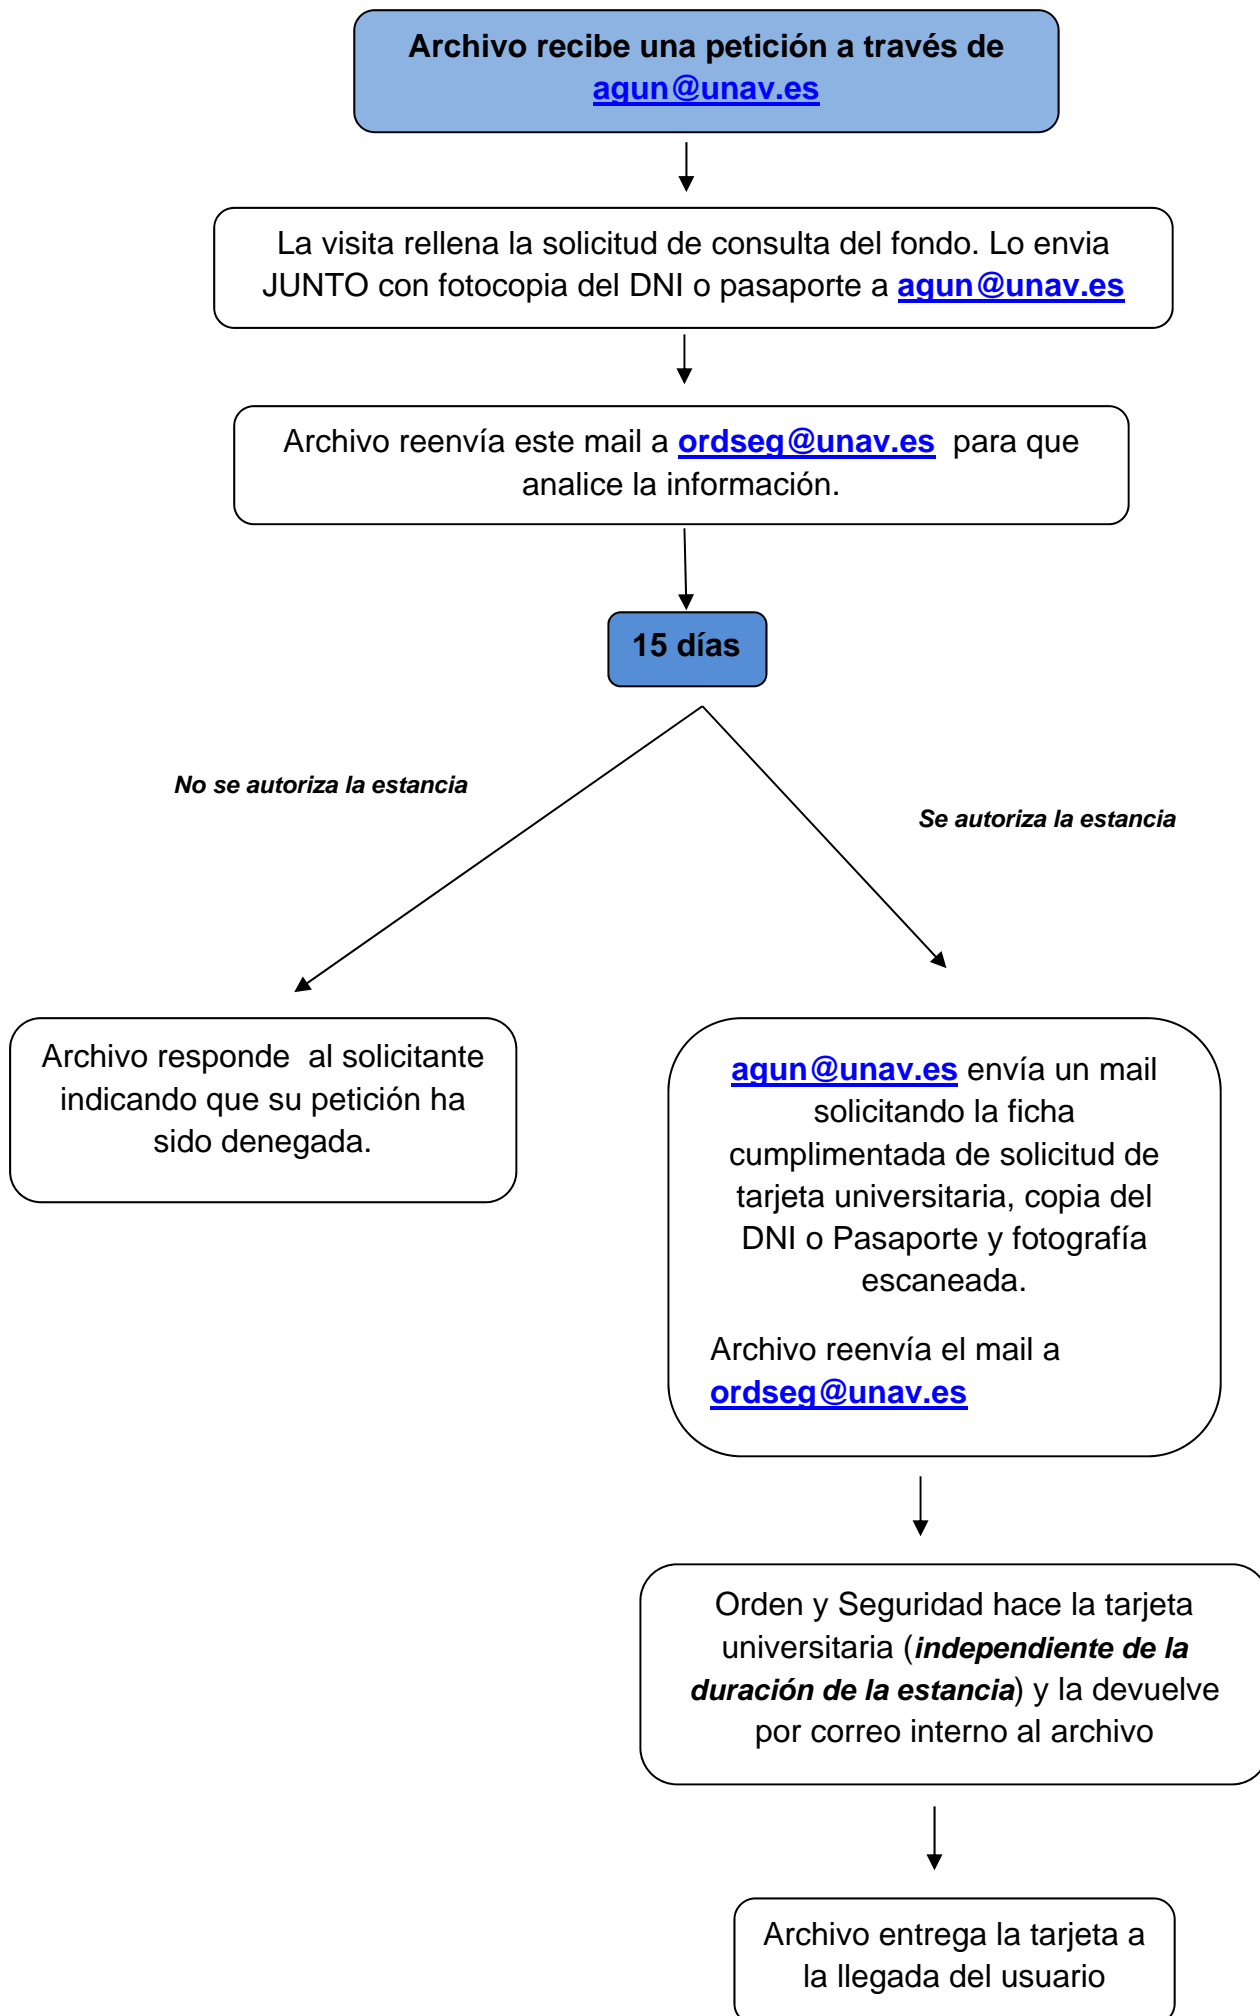 Archivo recibe una petición a través de
agun@unav.es
La visita rellena la solicitud de consulta del fondo. Lo envia
JUNTO con fotocopia del DNI o pasaporte a agun@unav.es
Archivo reenvía este mail a ordseg@unav.es para que
analice la información.
15 días
No se autoriza la estancia
Se autoriza la estancia
Archivo responde al solicitante
indicando que su petición ha
sido denegada.
agun@unav.es envía un mail
solicitando la ficha
cumplimentada de solicitud de
tarjeta universitaria, copia del
DNI o Pasaporte y fotografía
escaneada.
Archivo reenvía el mail a
ordseg@unav.es
Orden y Seguridad hace la tarjeta
universitaria (independiente de la
duración de la estancia) y la devuelve
por correo interno al archivo
Archivo entrega la tarjeta a
la llegada del usuario